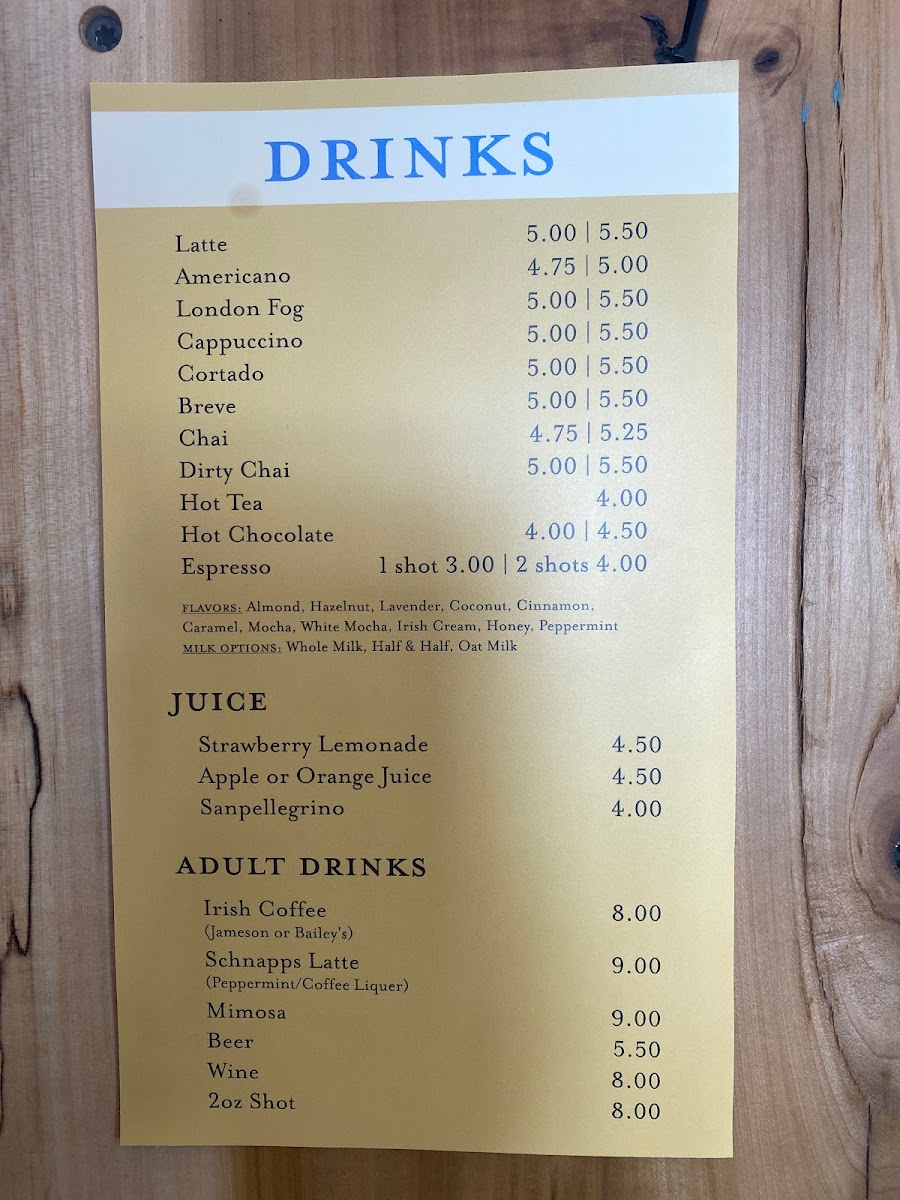 DRINKS
Latte 5.00 | 5.50
Americano 4.75 | 5.00
London Fog 5.00 | 5.50
Cappuccino 5.00 | 5.50
Cortado 5.00 | 5.50
Breve 5.00 | 5.50
Chai 4.75 | 5.25
Dirty Chai 5.00 | 5.50
Hot Tea 4.00
Hot Chocolate 4.00 | 4.50
Espresso 1 shot 3.00 | 2 shots 4.00
FLAVORS: Almond, Hazelnut, Lavender, Coconut, Cinnamon,
Caramel, Mocha, White Mocha, Irish Cream, Honey, Peppermint
MILK OPTIONS: Whole Milk, Half & Half, Oat Milk
JUICE
Strawberry Lemonade 4.50
Apple or Orange Juice 4.50
Sanpellegrino 4.00
ADULT DRINKS
Irish Coffee 8.00
(Jameson or Bailey's)
Schnapps Latte 9.00
(Peppermint/Coffee Liquer)
Mimosa 9.00
Beer 5.50
Wine 8.00
2oz Shot 8.00